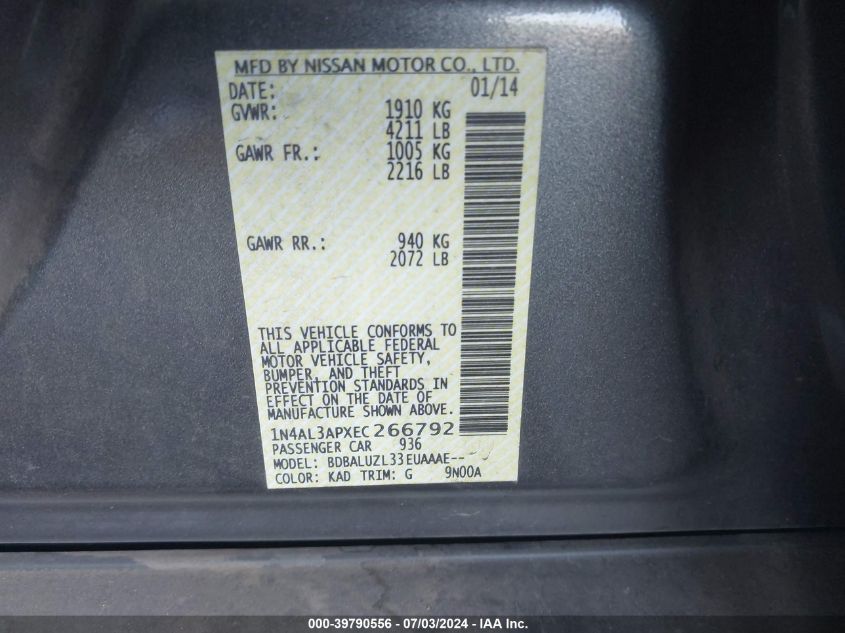 MFD BY NISSAN MOTOR CO., LTD.
DATE: 01/14
GVWR: 1910 KG
4211 LB
GAWR FR.: 1005 KG
2216 LB
GAWR RR.: 940 KG
2072 LB
THIS VEHICLE CONFORMS TO
ALL APPLICABLE FEDERAL
MOTOR VEHICLE SAFETY,
BUMPER, AND THEFT
PREVENTION STANDARDS IN
EFFECT ON THE DATE OF
MANUFACTURE SHOWN ABOVE.
1N4AL3APXEC266792
PASSENGER CAR 936
MODEL: BDBALUZL33EUAAAE--
COLOR: KAD TRIM: G 9N00A
000-39790556 - 07/03/2024 - IAA Inc.